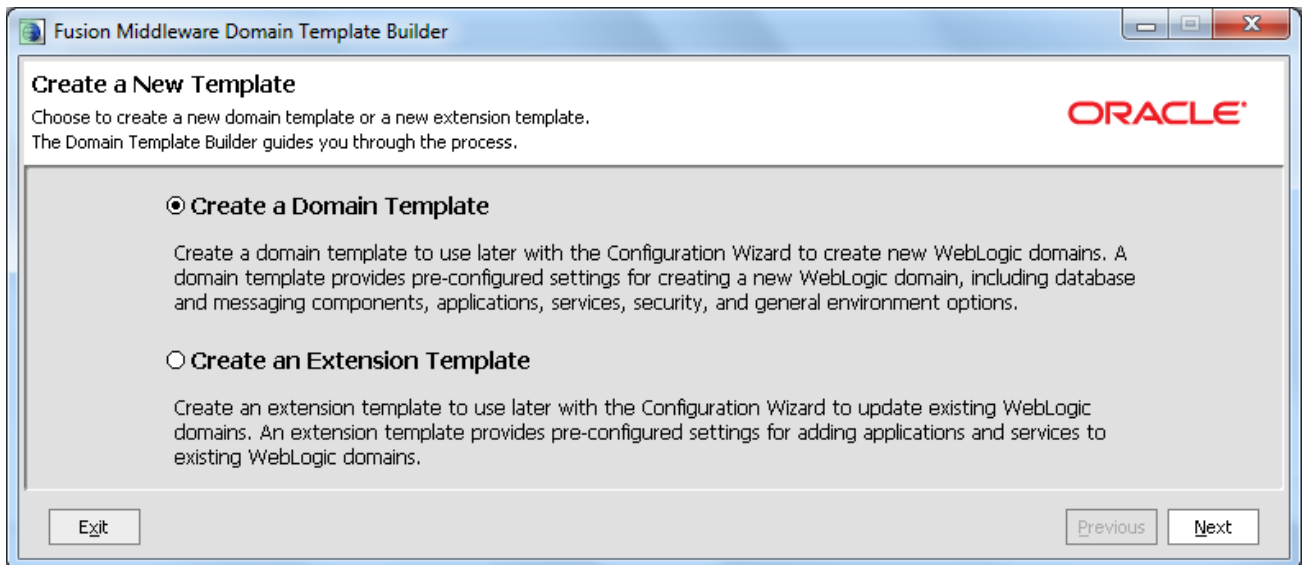 Fusion Middleware Domain Template Builder
Create a New Template
Choose to create a new domain template or a new extension template.
The Domain Template Builder guides you through the process.
ORACLE
Create a Domain Template
Create a domain template to use later with the Configuration Wizard to create new WebLogic domains. A
domain template provides pre-configured settings for creating a new WebLogic domain, including database
and messaging components, applications, services, security, and general environment options.
Create an Extension Template
Create an extension template to use later with the Configuration Wizard to update existing WebLogic
domains. An extension template provides pre-configured settings for adding applications and services to
existing WebLogic domains.
Exit
Previous
Next